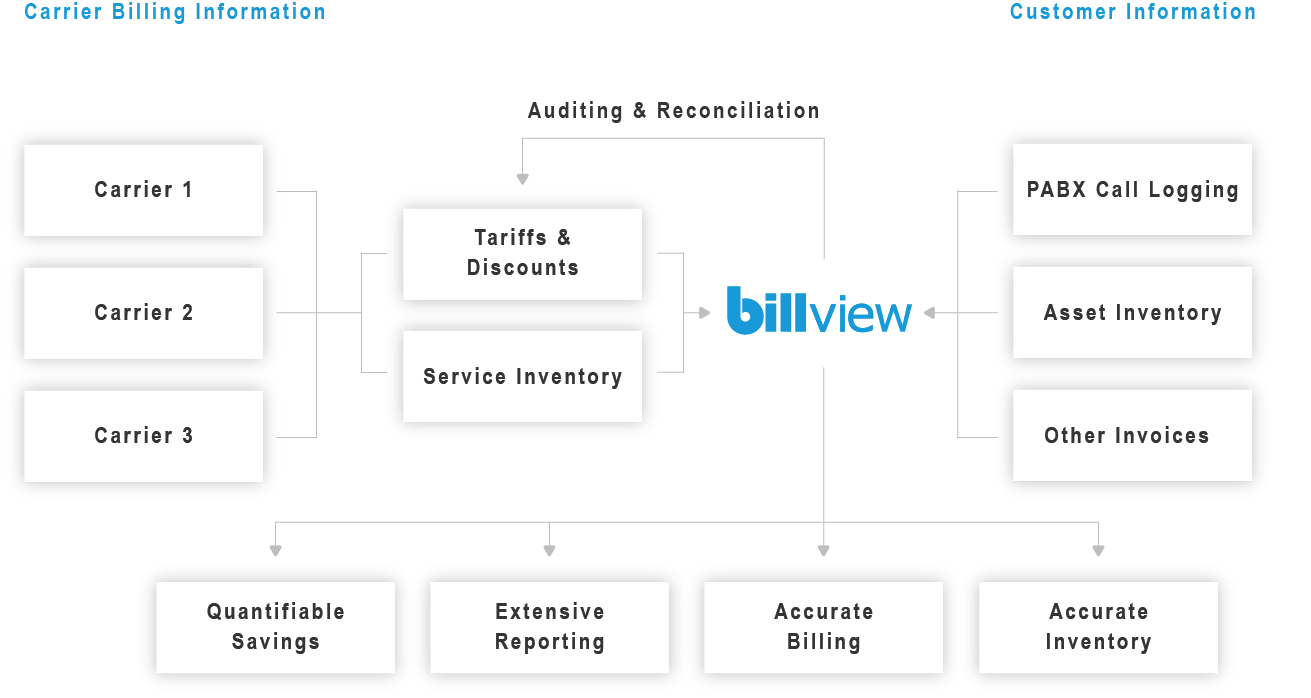 Carrier Billing Information
Customer Information
Auditing & Reconciliation
Carrier 1
Carrier 2
Carrier 3
Tariffs &
Discounts
Service Inventory
billview
PABX Call Logging
Asset Inventory
Other Invoices
Quantifiable
Savings
Extensive
Reporting
Accurate
Billing
Accurate
Inventory